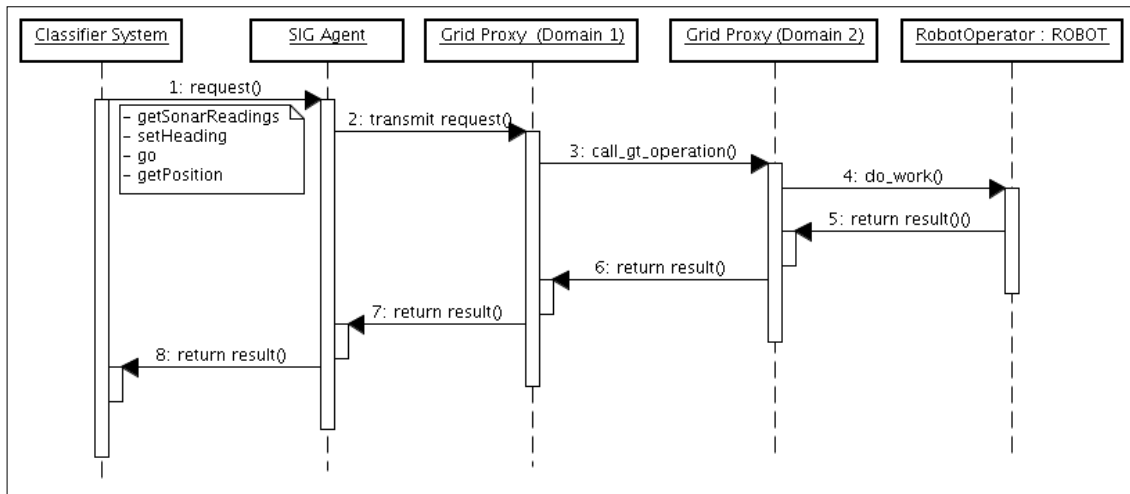 Classifier System
SIG Agent
Grid Proxy (Domain 1)
Grid Proxy (Domain 2)
RobotOperator : ROBOT
1: request()
– getSonarReadings
– setHeading
– go
– getPosition
2: transmit request()
3: call_gt_operation()
4: do_work()
5: return result()()
6: return result()
7: return result()
8: return result()